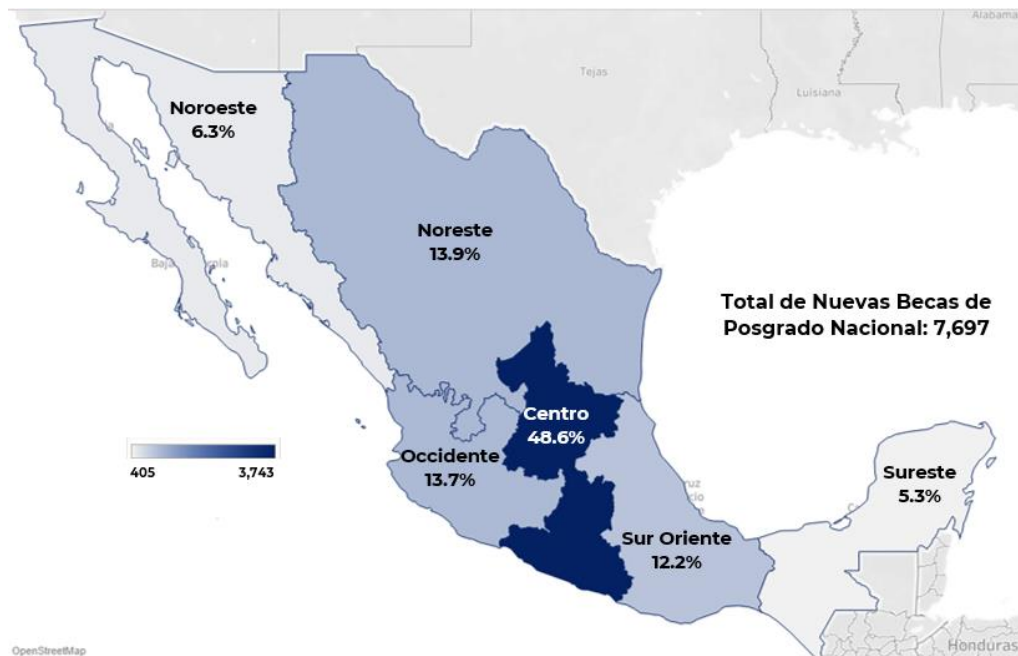 Alabama
Tejas
Luisiana
Noroeste
6.3%
Noreste
13.9%
Total de Nuevas Becas de
Posgrado Nacional: 7,697
Centro
48.6%
405
3,743
Occidente
13.7%
Sureste
5.3%
Sur Oriente
12.2%
Honduras
OpenStreetMap